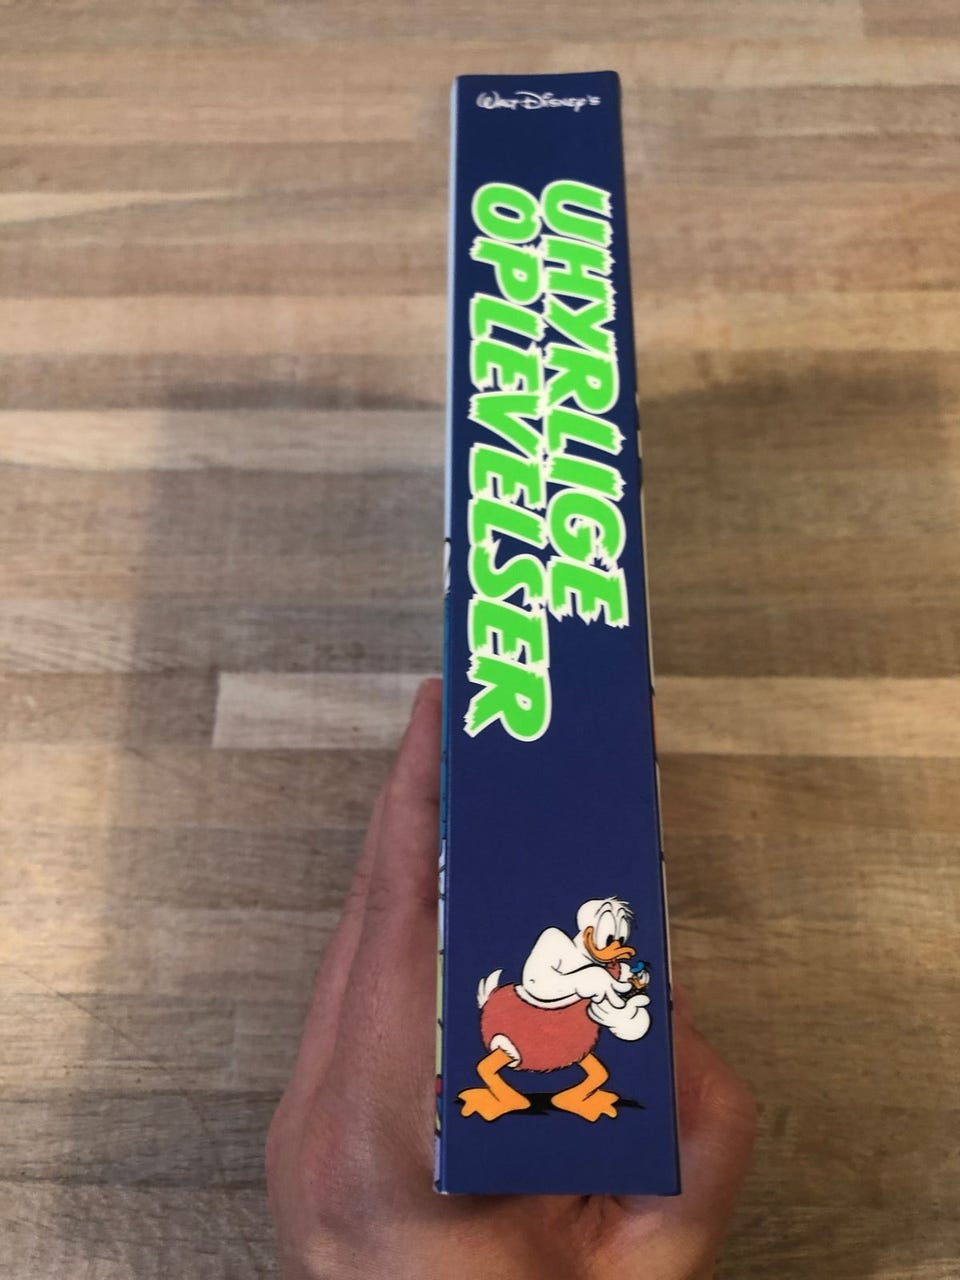 Walt Disney's
UHYRLIGE
OPLEVELSER